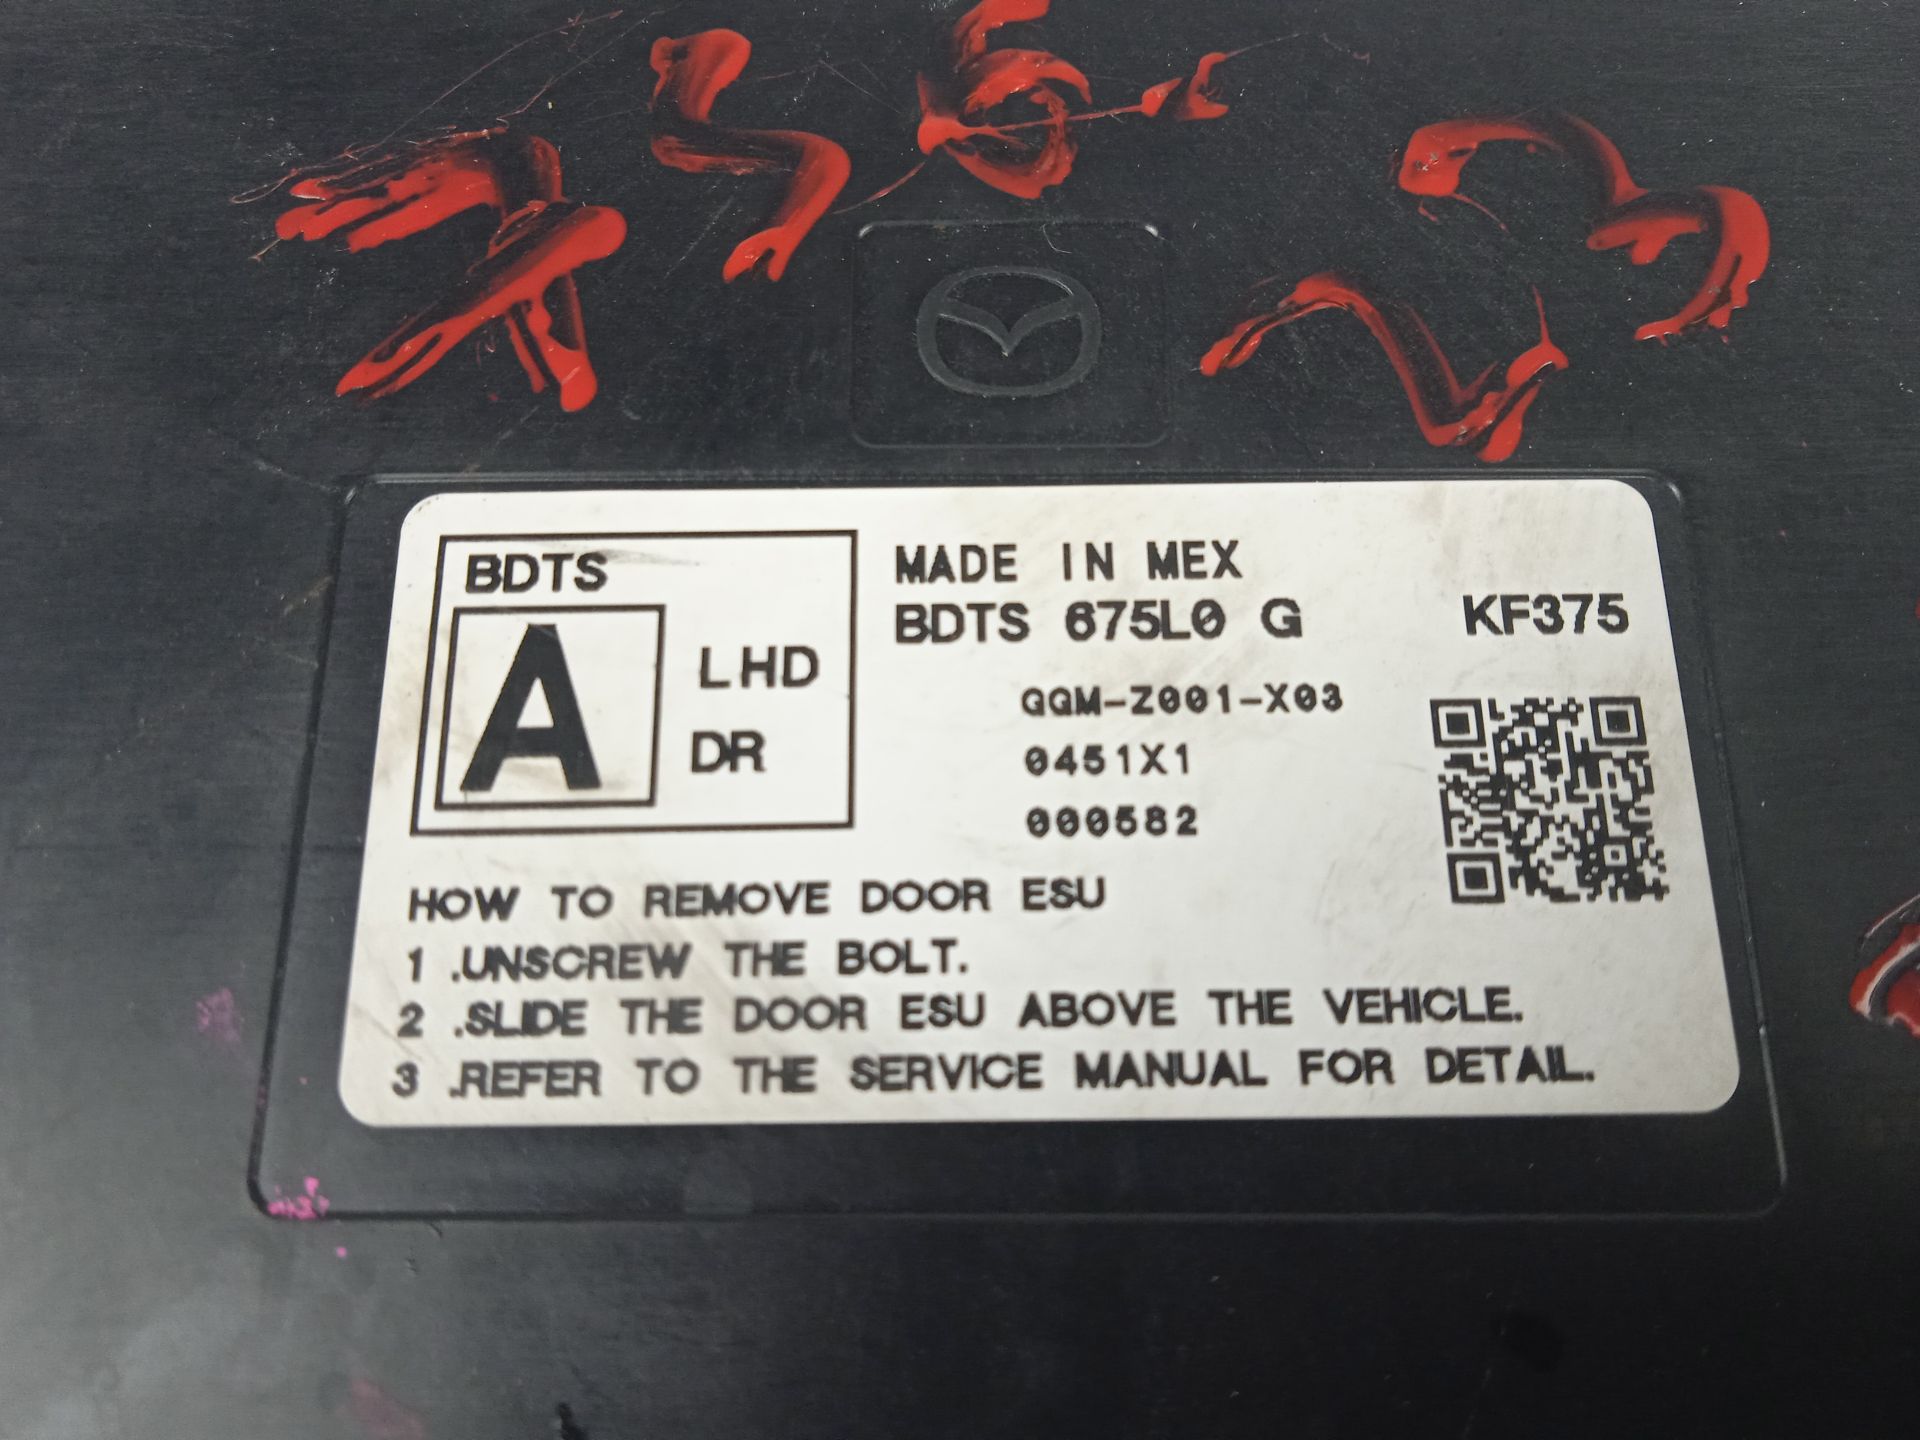 BDTS
A
LHD
DR
MADE IN MEX
BDTS 675L0 G
KF375
GQM-Z001-X03
0451X1
000582
HOW TO REMOVE DOOR ESU
1 .UNSCREW THE BOLT.
2 .SLIDE THE DOOR ESU ABOVE THE VEHICLE.
3 .REFER TO THE SERVICE MANUAL FOR DETAIL.